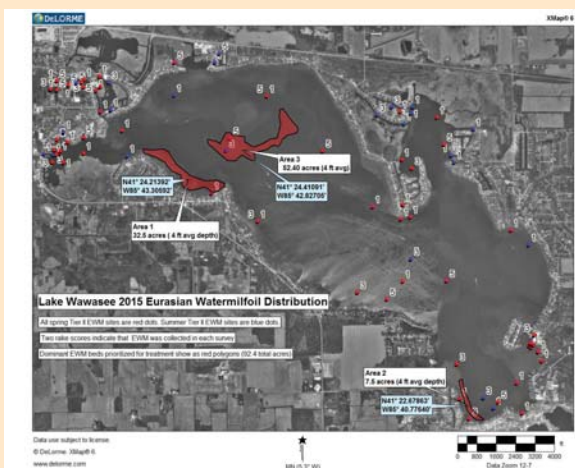 DeLORME
XMap® 6
Area 3
52.40 acres (4 ft avg)
N41° 24.21392'
W85° 43.30592'
N41° 24.41091'
W85° 42.82705'
Area 1
32.5 acres ( 4 ft avg depth)
Lake Wawasee 2015 Eurasian Watermilfoil Distribution
All spring Tier II EWM sites are red dots. Summer Tier II EWM sites are blue dots.
Two rake scores indicate that EWM was collected in each survey
Dominant EWM beds prioritized for treatment show as red polygons (92.4 total acres)
Area 2
7.5 acres (4 ft avg depth)
N41° 22.67863'
W85° 40.77640'
Data use subject to license.
© DeLorme. XMap® 6.
www.delorme.com
MN (5.3° W)
ft
0 800 1600 2400 3200 4000
Data Zoom 12-7